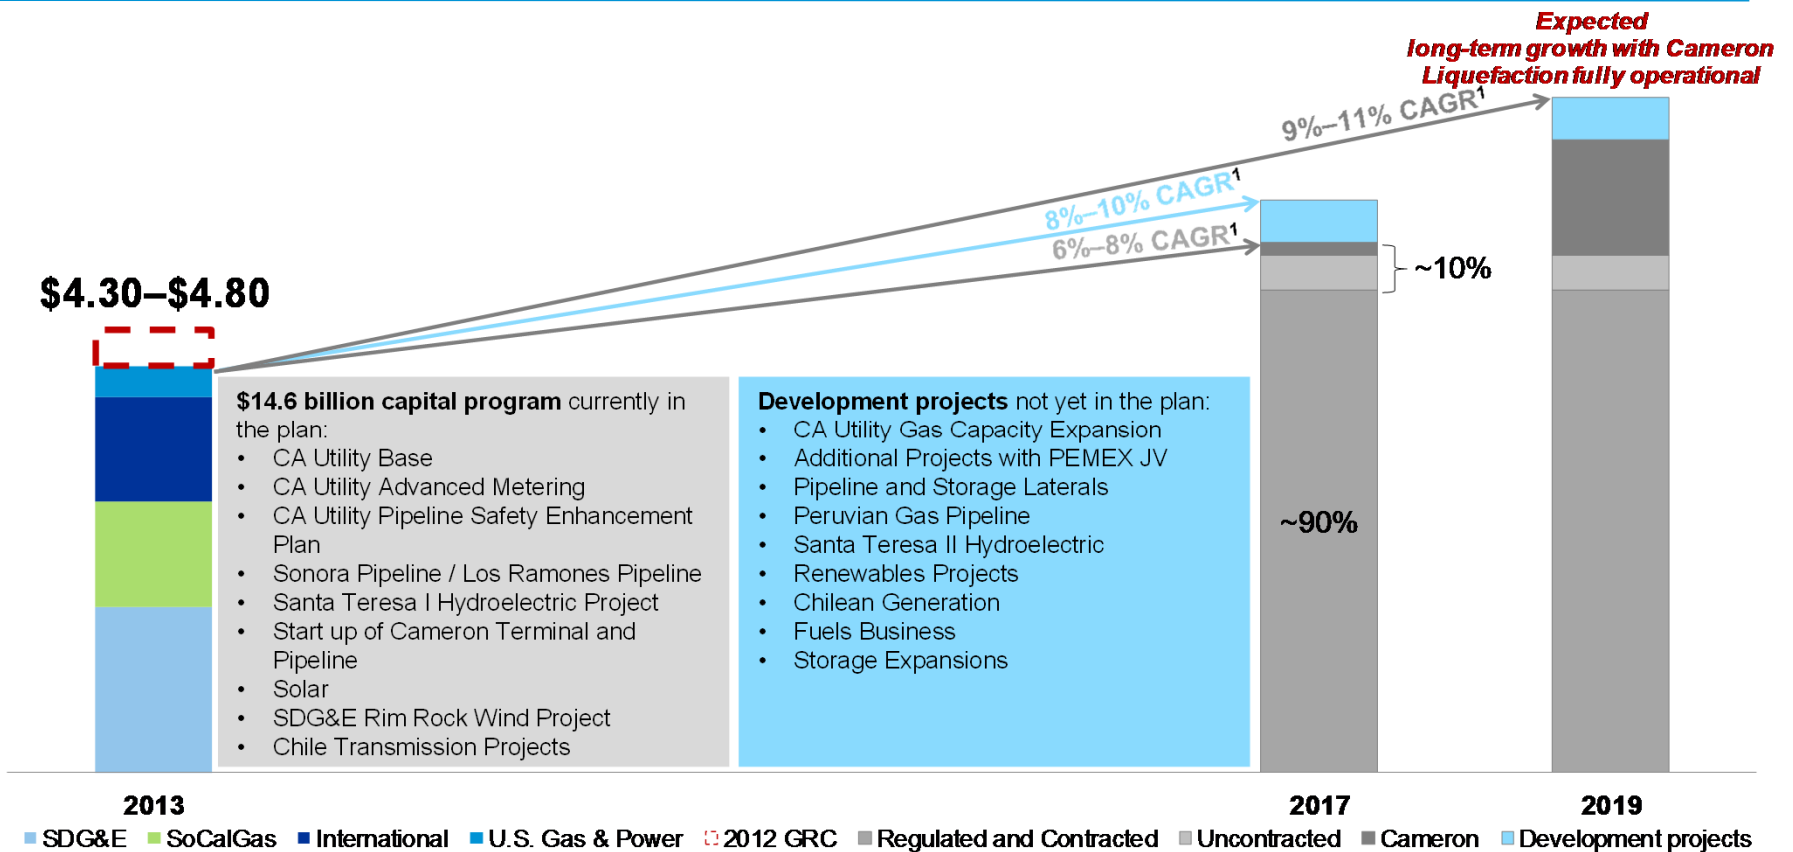 Expected
long-term growth with Cameron
Liquefaction fully operational
9%–11% CAGR1
8%–10% CAGR1
6%–8% CAGR1
~10%
$4.30–$4.80
$14.6 billion capital program currently in
the plan:
• CA Utility Base
• CA Utility Advanced Metering
• CA Utility Pipeline Safety Enhancement
Plan
• Sonora Pipeline / Los Ramones Pipeline
• Santa Teresa I Hydroelectric Project
• Start up of Cameron Terminal and
Pipeline
• Solar
• SDG&E Rim Rock Wind Project
• Chile Transmission Projects
Development projects not yet in the plan:
• CA Utility Gas Capacity Expansion
• Additional Projects with PEMEX JV
• Pipeline and Storage Laterals
• Peruvian Gas Pipeline
• Santa Teresa II Hydroelectric
• Renewables Projects
• Chilean Generation
• Fuels Business
• Storage Expansions
~90%
2013 2017 2019
SDG&E SoCalGas International U.S. Gas & Power 2012 GRC Regulated and Contracted Uncontracted Cameron Development projects